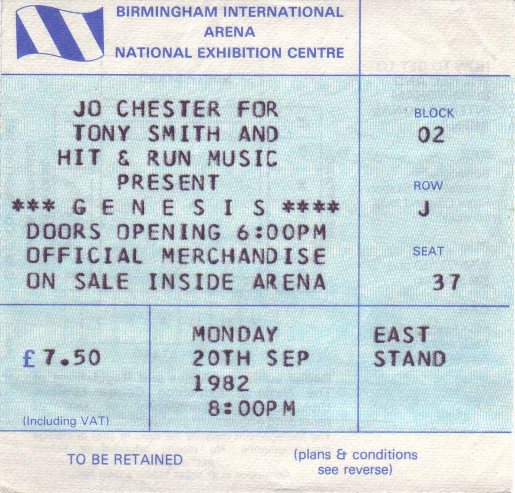 BIRMINGHAM INTERNATIONAL
ARENA
NATIONAL EXHIBITION CENTRE
JO CHESTER FOR
TONY SMITH AND
HIT & RUN MUSIC
PRESENT
*** G E N E S I S ****
DOORS OPENING 6:00PM
OFFICIAL MERCHANDISE
ON SALE INSIDE ARENA
BLOCK
02
ROW
J
SEAT
37
£7.50
(Including VAT)
MONDAY
20TH SEP
1982
8:00PM
EAST
STAND
TO BE RETAINED
(plans & conditions
see reverse)